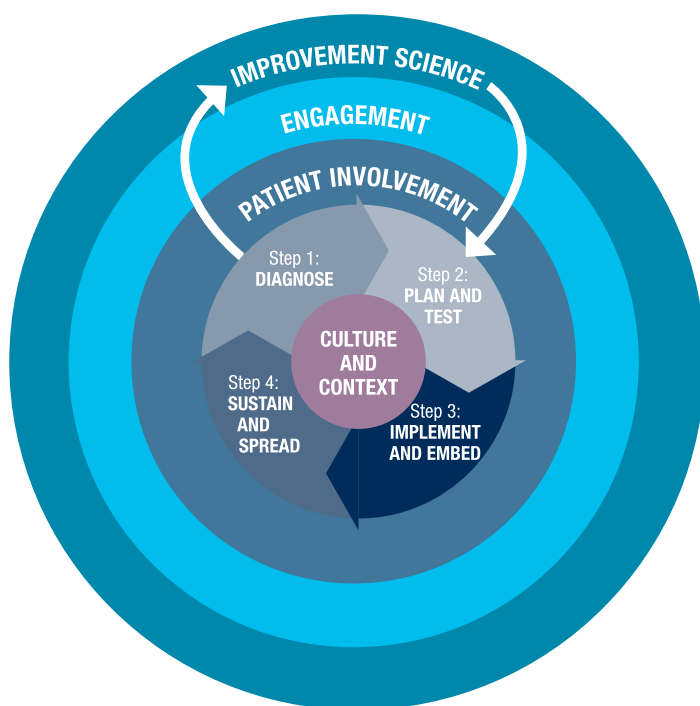 IMPROVEMENT SCIENCE
ENGAGEMENT
PATIENT INVOLVEMENT
Step 1:
DIAGNOSE
Step 2:
PLAN AND
TEST
CULTURE
AND
CONTEXT
Step 3:
IMPLEMENT
AND EMBED
Step 4:
SUSTAIN
AND
SPREAD